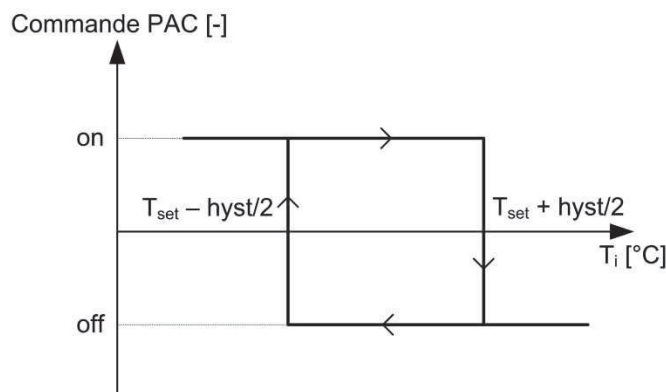 Commande PAC [-]
on
T_set – hyst/2
T_set + hyst/2
T_i [°C]
off